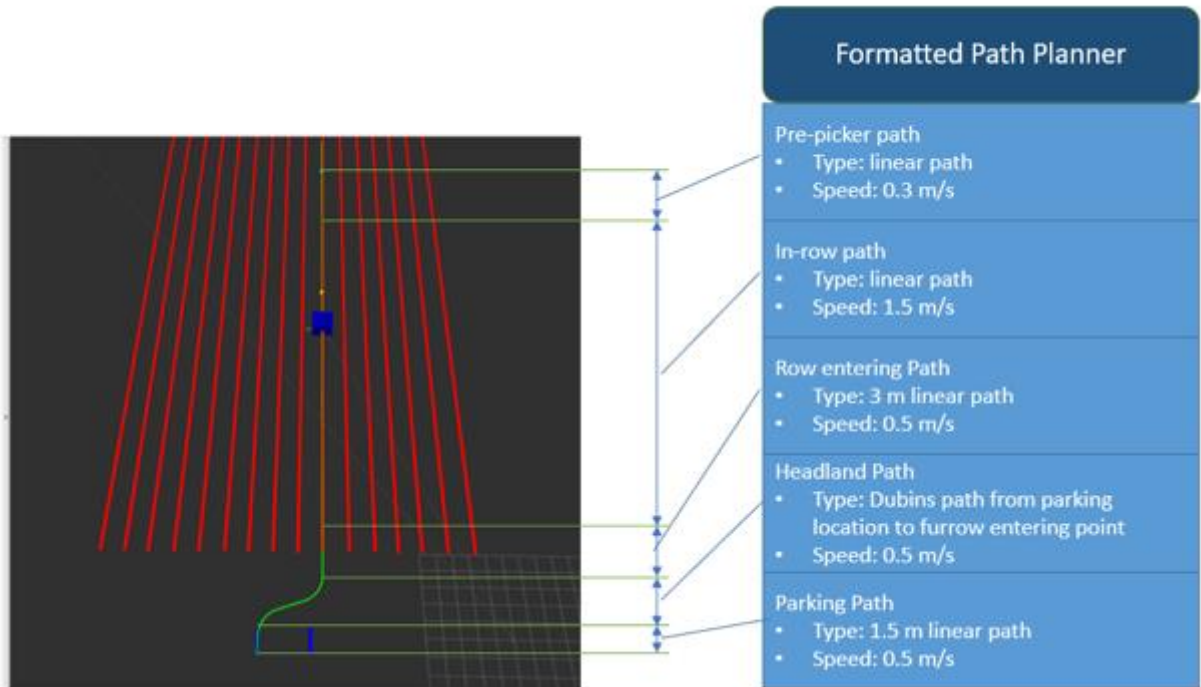 Formatted Path Planner
Pre-picker path
• Type: linear path
• Speed: 0.3 m/s
In-row path
• Type: linear path
• Speed: 1.5 m/s
Row entering Path
• Type: 3 m linear path
• Speed: 0.5 m/s
Headland Path
• Type: Dubins path from parking
location to furrow entering point
• Speed: 0.5 m/s
Parking Path
• Type: 1.5 m linear path
• Speed: 0.5 m/s